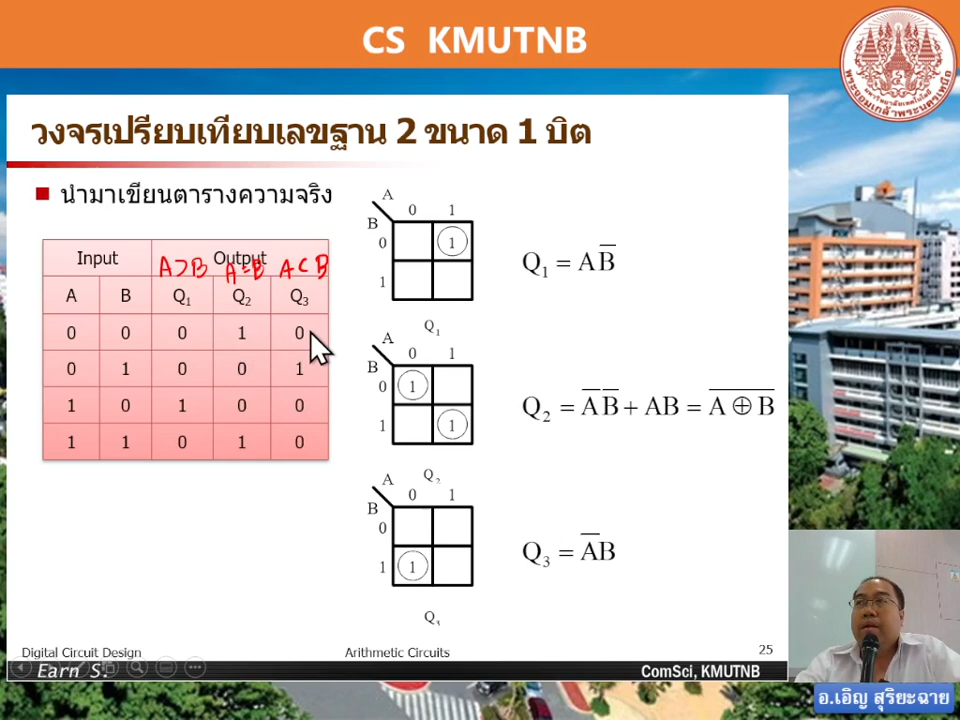 CS KMUTNB
วงจรเปรียบเทียบเลขฐาน 2 ขนาด 1 บิต
นำมาเขียนตารางความจริง
Input Output
A>B A=B A<B
A B Q1 Q2 Q3
0 0 0 1 0
0 1 0 0 1
1 0 1 0 0
1 1 0 1 0
A
0 1
B
0 1
1
Q1
Q₁ = AB̅
A
0 1
B
0 1
1 1
Q2
Q₂ = A̅ B̅ + AB = A̅ ̅⊕̅ ̅B̅
A
0 1
B
0
1 1
Q3
Q₃ = A̅B
Digital Circuit Design Arithmetic Circuits 25
Earn S. ComSci, KMUTNB
อ.เอิญ สุริยะฉาย